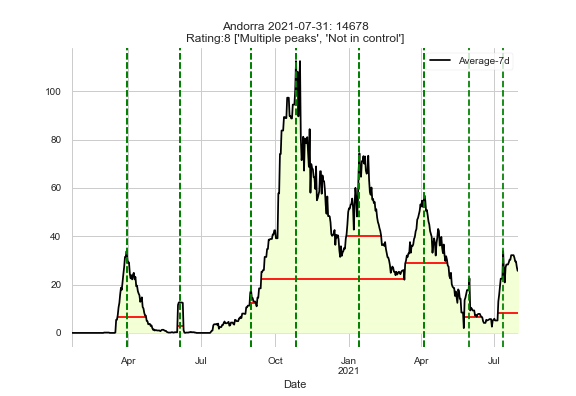 Andorra 2021-07-31: 14678
Rating:8 ['Multiple peaks', 'Not in control']
Average-7d
100
80
60
40
20
0
Apr
Jul
Oct
Jan
2021
Apr
Jul
Date